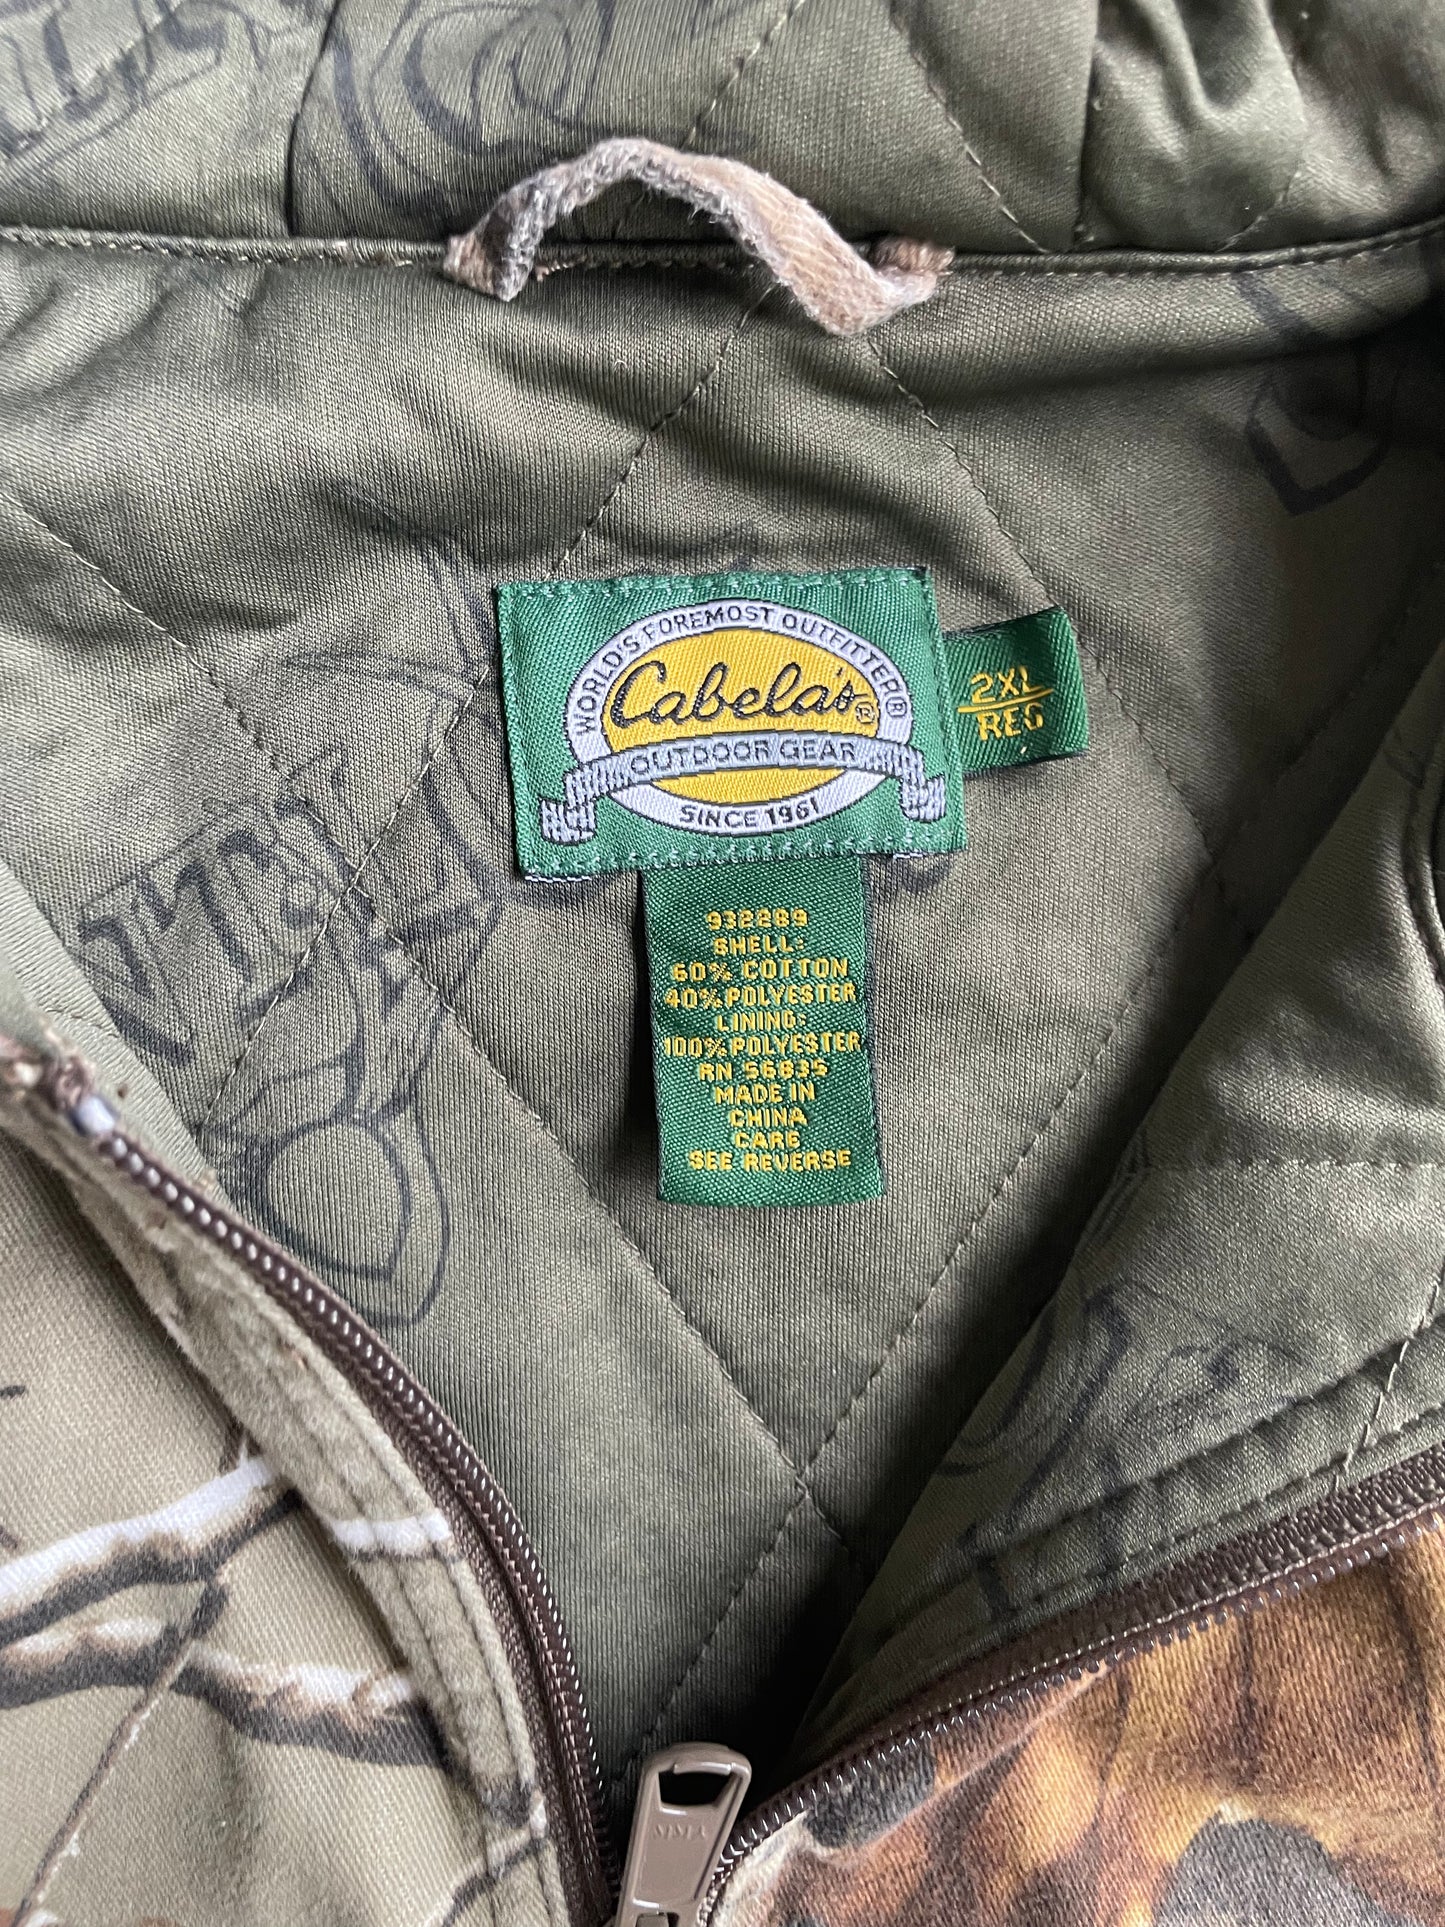 WORLD'S FOREMOST OUTFITTER®
Cabela's®
OUTDOOR GEAR
SINCE 1961
2XL
REG
932289
SHELL:
60% COTTON
40% POLYESTER
LINING:
100% POLYESTER
RN 56835
MADE IN
CHINA
CARE
SEE REVERSE